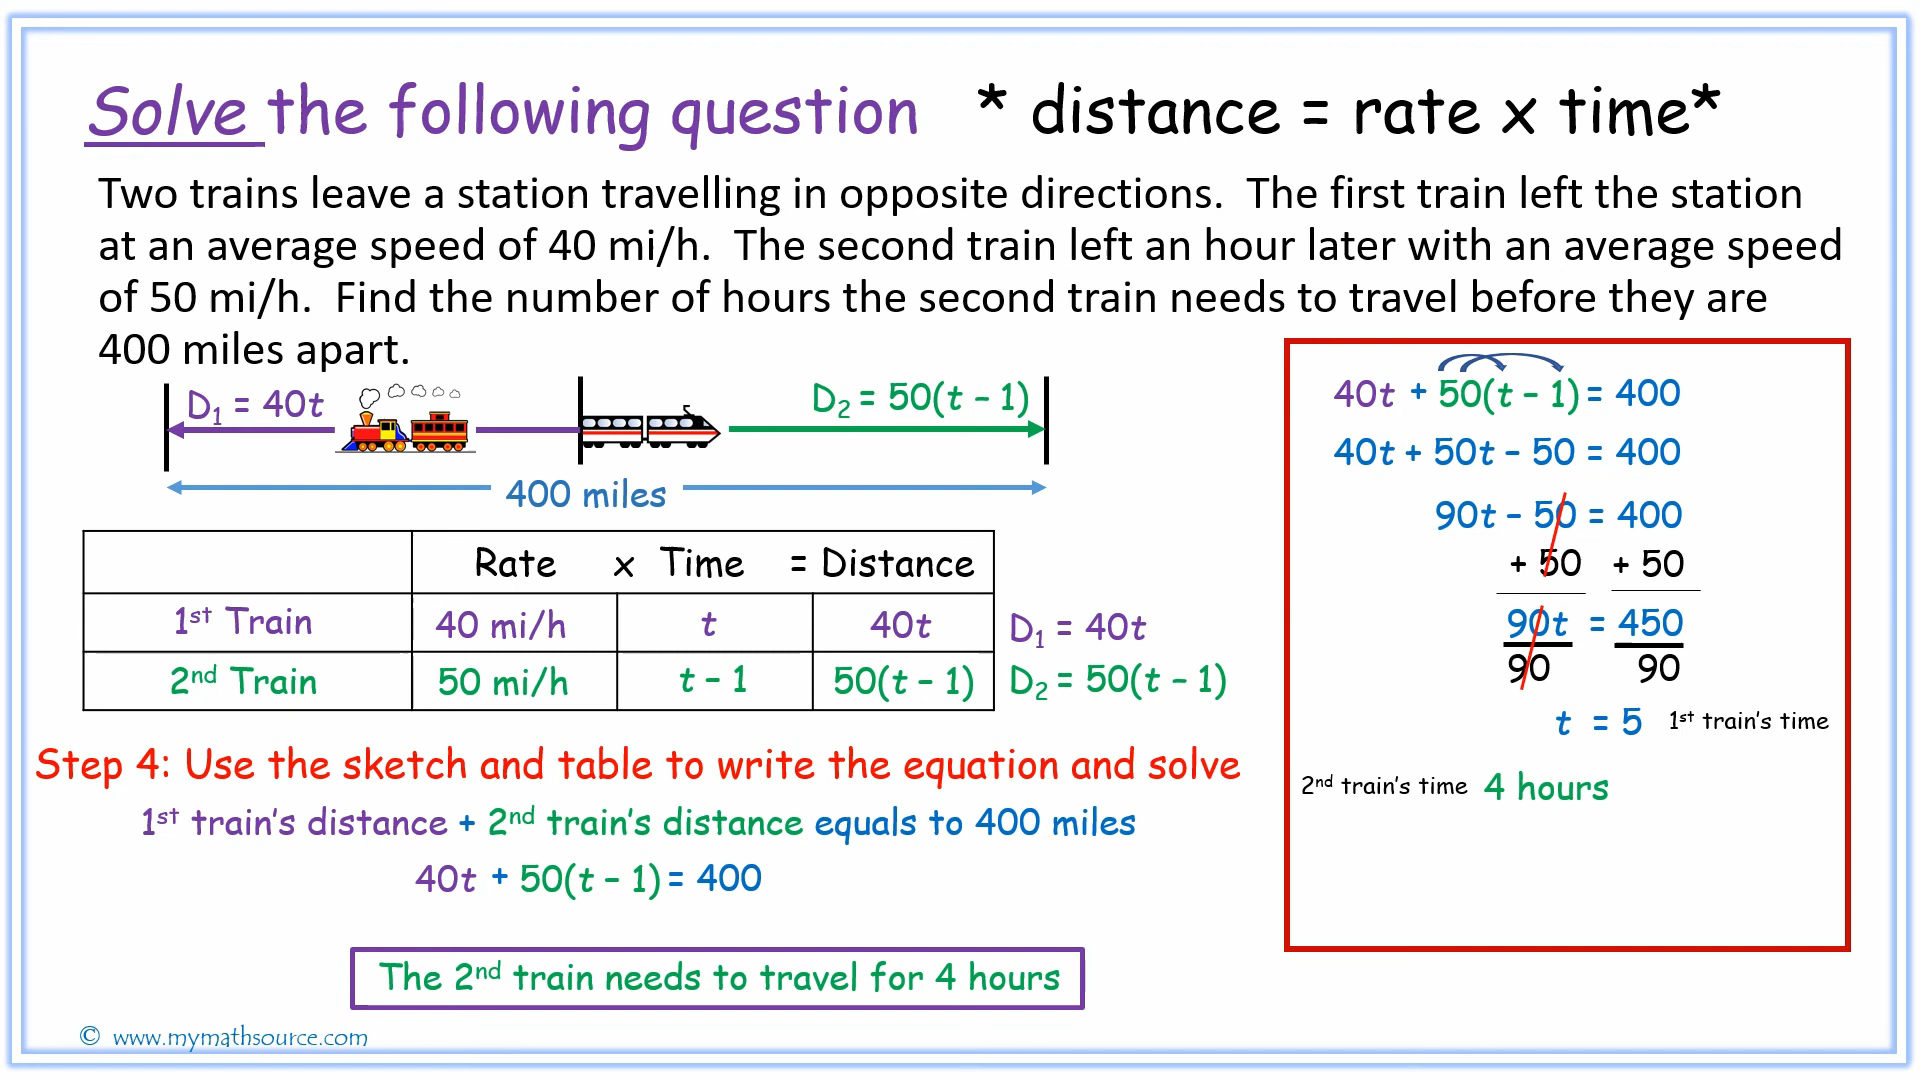 Solve the following question * distance = rate x time*
Two trains leave a station travelling in opposite directions. The first train left the station
at an average speed of 40 mi/h. The second train left an hour later with an average speed
of 50 mi/h. Find the number of hours the second train needs to travel before they are
400 miles apart.
D₁ = 40t
D₂ = 50(t – 1)
400 miles
Rate x Time = Distance
1st Train 40 mi/h t 40t D₁ = 40t
2nd Train 50 mi/h t – 1 50(t – 1) D₂ = 50(t – 1)
Step 4: Use the sketch and table to write the equation and solve
1st train's distance + 2nd train's distance equals to 400 miles
40t + 50(t – 1) = 400
The 2nd train needs to travel for 4 hours
40t + 50(t – 1) = 400
40t + 50t – 50 = 400
90t – 50 = 400
+ 50 + 50
90t = 450
90 90
t = 5 1st train's time
2nd train's time 4 hours
© www.mymathsource.com